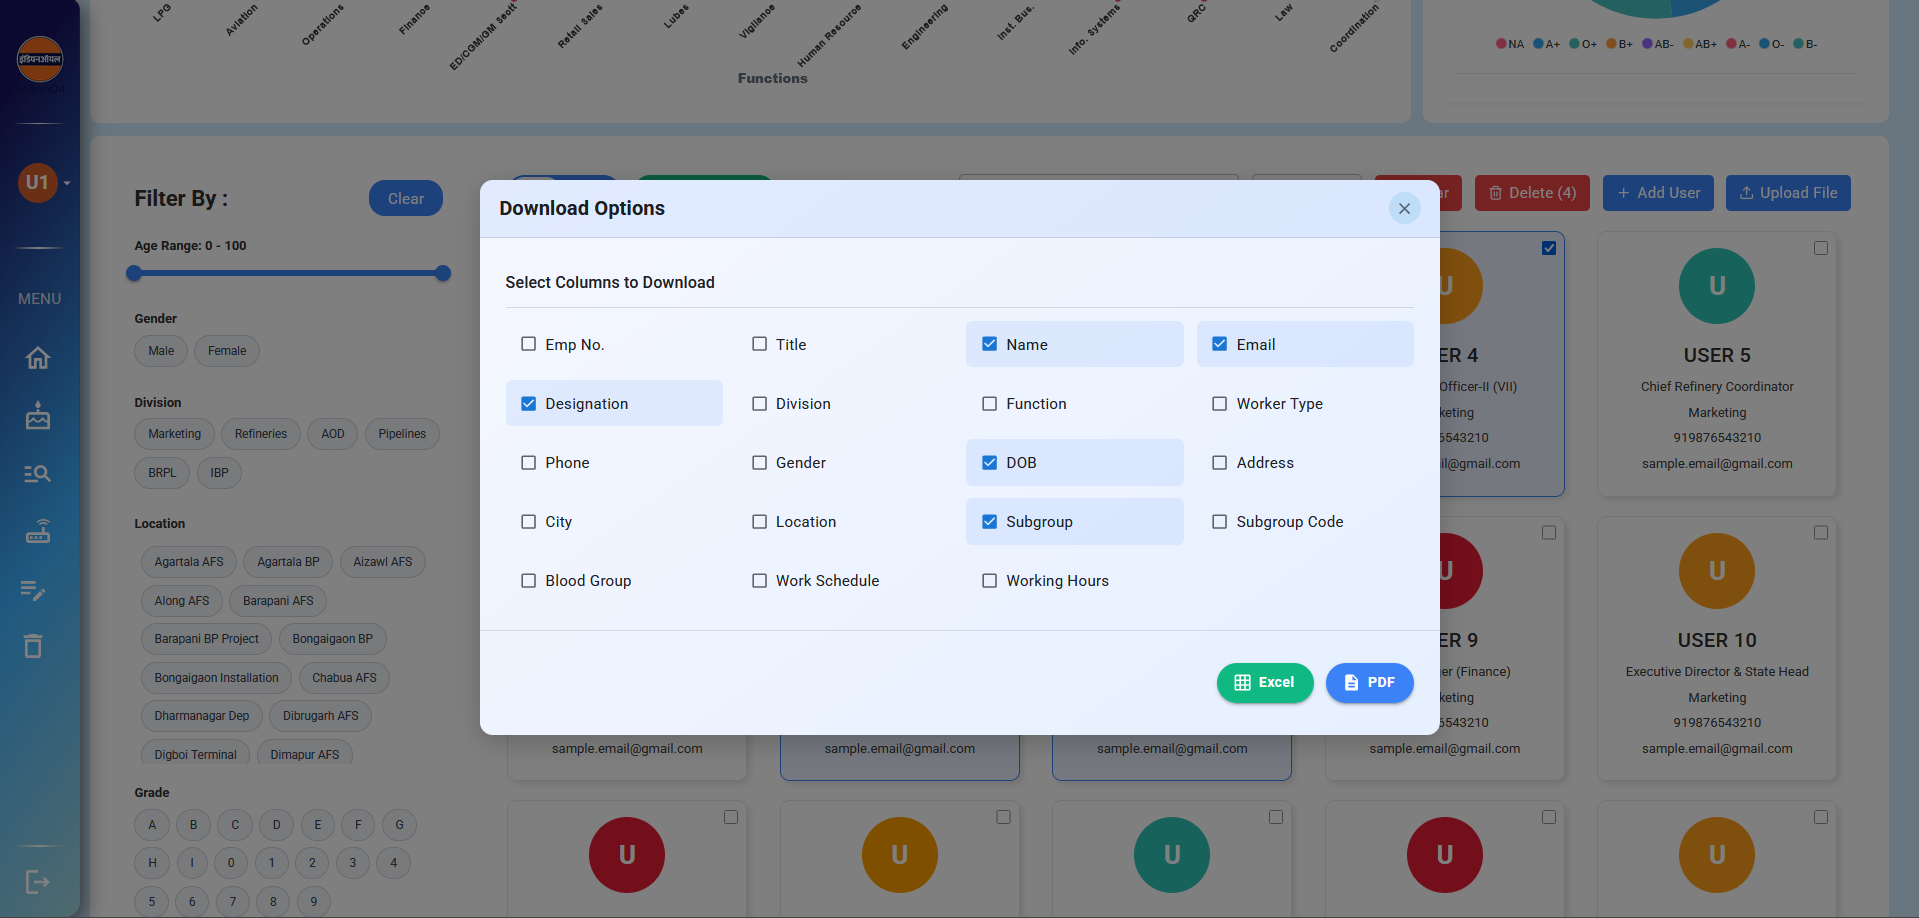 LPG
Aviation
Operations
Finance
ED/CGM/GM Sectt
Retail Sales
Lubes
Vigilance
Human Resource
Engineering
Inst. Bus.
Info. Systems
QRC
Law
Coordination
Functions
NA A+ O+ B+ AB- AB+ A- O- B-
इंडियनऑयल
U1
MENU
Filter By :
Clear
Age Range: 0 - 100
Gender
Male Female
Division
Marketing Refineries AOD Pipelines
BRPL IBP
Location
Agartala AFS Agartala BP Aizawl AFS
Along AFS Barapani AFS
Barapani BP Project Bongaigaon BP
Bongaigaon Installation Chabua AFS
Dharmanagar Dep Dibrugarh AFS
Digboi Terminal Dimapur AFS
Grade
A B C D E F G
H I 0 1 2 3 4
5 6 7 8 9
Delete (4) + Add User Upload File
Download Options
Select Columns to Download
Emp No. Title Name Email
Designation Division Function Worker Type
Phone Gender DOB Address
City Location Subgroup Subgroup Code
Blood Group Work Schedule Working Hours
Excel PDF
U
ER 4
Officer-II (VII)
keting
6543210
il@gmail.com
U
USER 5
Chief Refinery Coordinator
Marketing
919876543210
sample.email@gmail.com
U
ER 9
er (Finance)
keting
6543210
U
USER 10
Executive Director & State Head
Marketing
919876543210
sample.email@gmail.com sample.email@gmail.com sample.email@gmail.com sample.email@gmail.com sample.email@gmail.com
U U U U U